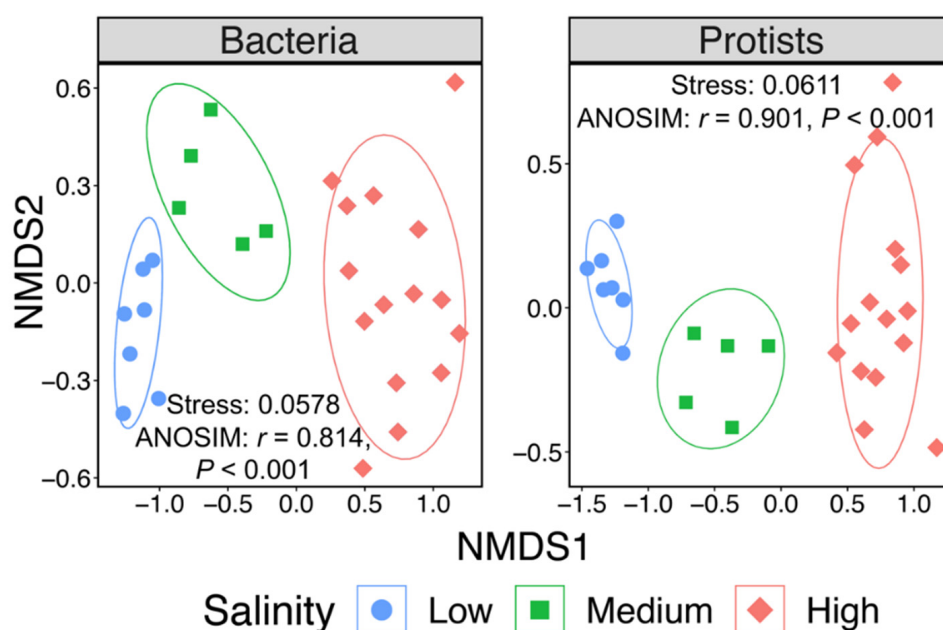 Bacteria
Protists
NMDS2
0.6
0.3
0.0
−0.3
−0.6
Stress: 0.0578
ANOSIM: r = 0.814,
P < 0.001
−1.0
−0.5
0.0
0.5
1.0
Stress: 0.0611
ANOSIM: r = 0.901, P < 0.001
0.5
0.0
−0.5
−1.5
−1.0
−0.5
0.0
0.5
1.0
NMDS1
Salinity Low Medium High